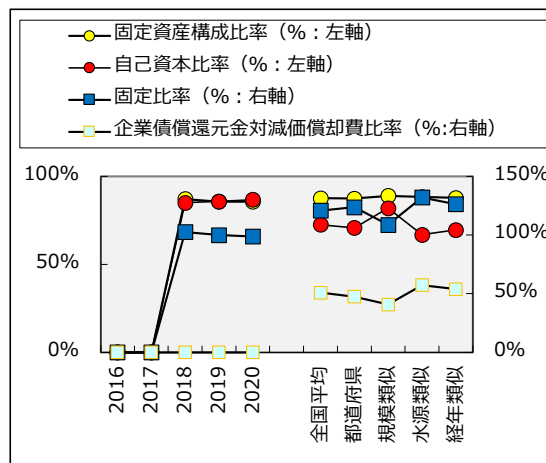 固定資産構成比率（%：左軸）
自己資本比率（%：左軸）
固定比率（%：右軸）
企業債償還元金対減価償却費比率（%:右軸）
100%
50%
0%
150%
100%
50%
0%
2016
2017
2018
2019
2020
全国平均
都道府県
規模類似
水源類似
経年類似